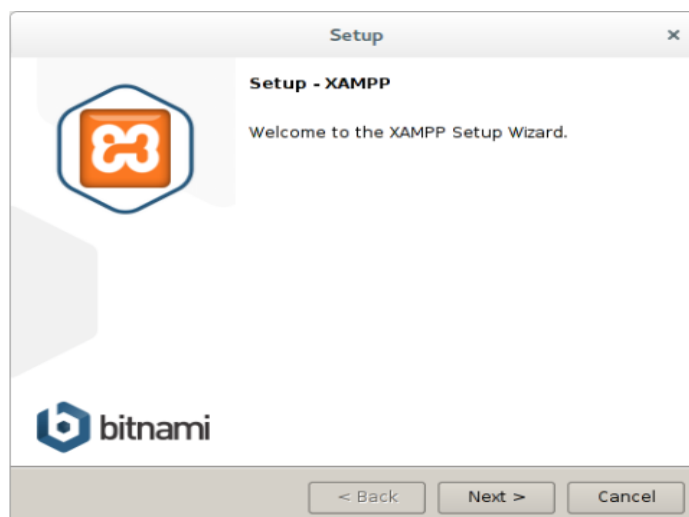 Setup
Setup - XAMPP
Welcome to the XAMPP Setup Wizard.
bitnami
< Back
Next >
Cancel